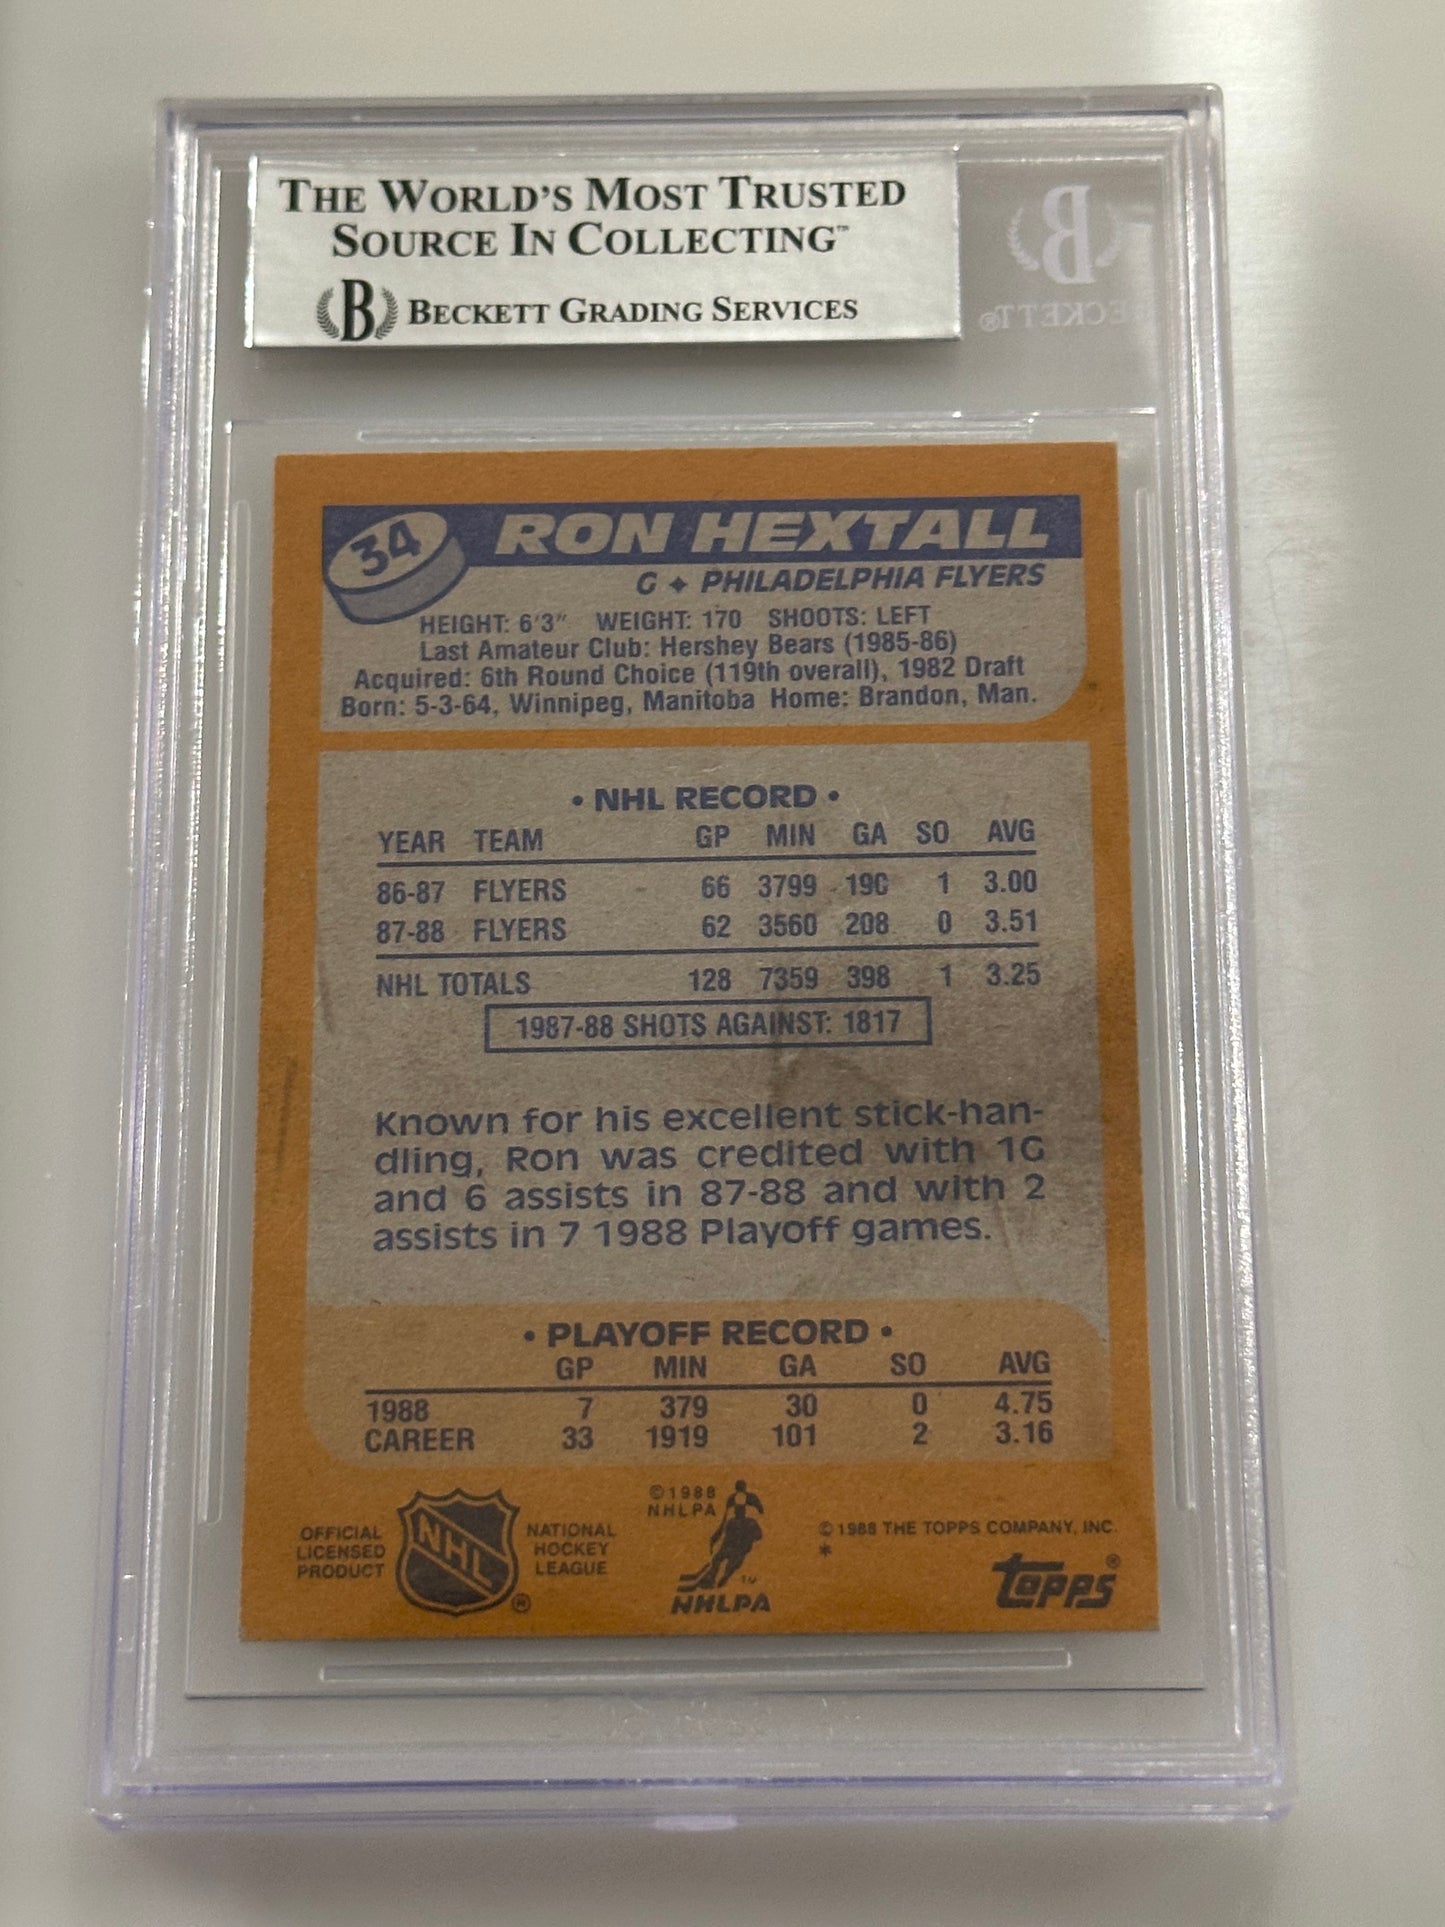 THE WORLD'S MOST TRUSTED
SOURCE IN COLLECTING™
B BECKETT GRADING SERVICES
B
BECKETT®
34
RON HEXTALL
G ✦ PHILADELPHIA FLYERS
HEIGHT: 6'3" WEIGHT: 170 SHOOTS: LEFT
Last Amateur Club: Hershey Bears (1985-86)
Acquired: 6th Round Choice (119th overall), 1982 Draft
Born: 5-3-64, Winnipeg, Manitoba Home: Brandon, Man.
• NHL RECORD •
YEAR TEAM GP MIN GA SO AVG
86-87 FLYERS 66 3799 190 1 3.00
87-88 FLYERS 62 3560 208 0 3.51
NHL TOTALS 128 7359 398 1 3.25
1987-88 SHOTS AGAINST: 1817
Known for his excellent stick-han-
dling, Ron was credited with 1G
and 6 assists in 87-88 and with 2
assists in 7 1988 Playoff games.
• PLAYOFF RECORD •
GP MIN GA SO AVG
1988 7 379 30 0 4.75
CAREER 33 1919 101 2 3.16
OFFICIAL
LICENSED
PRODUCT
NHL
®
NATIONAL
HOCKEY
LEAGUE
©1988
NHLPA
TM
NHLPA
©1988 THE TOPPS COMPANY, INC.
*
topps®